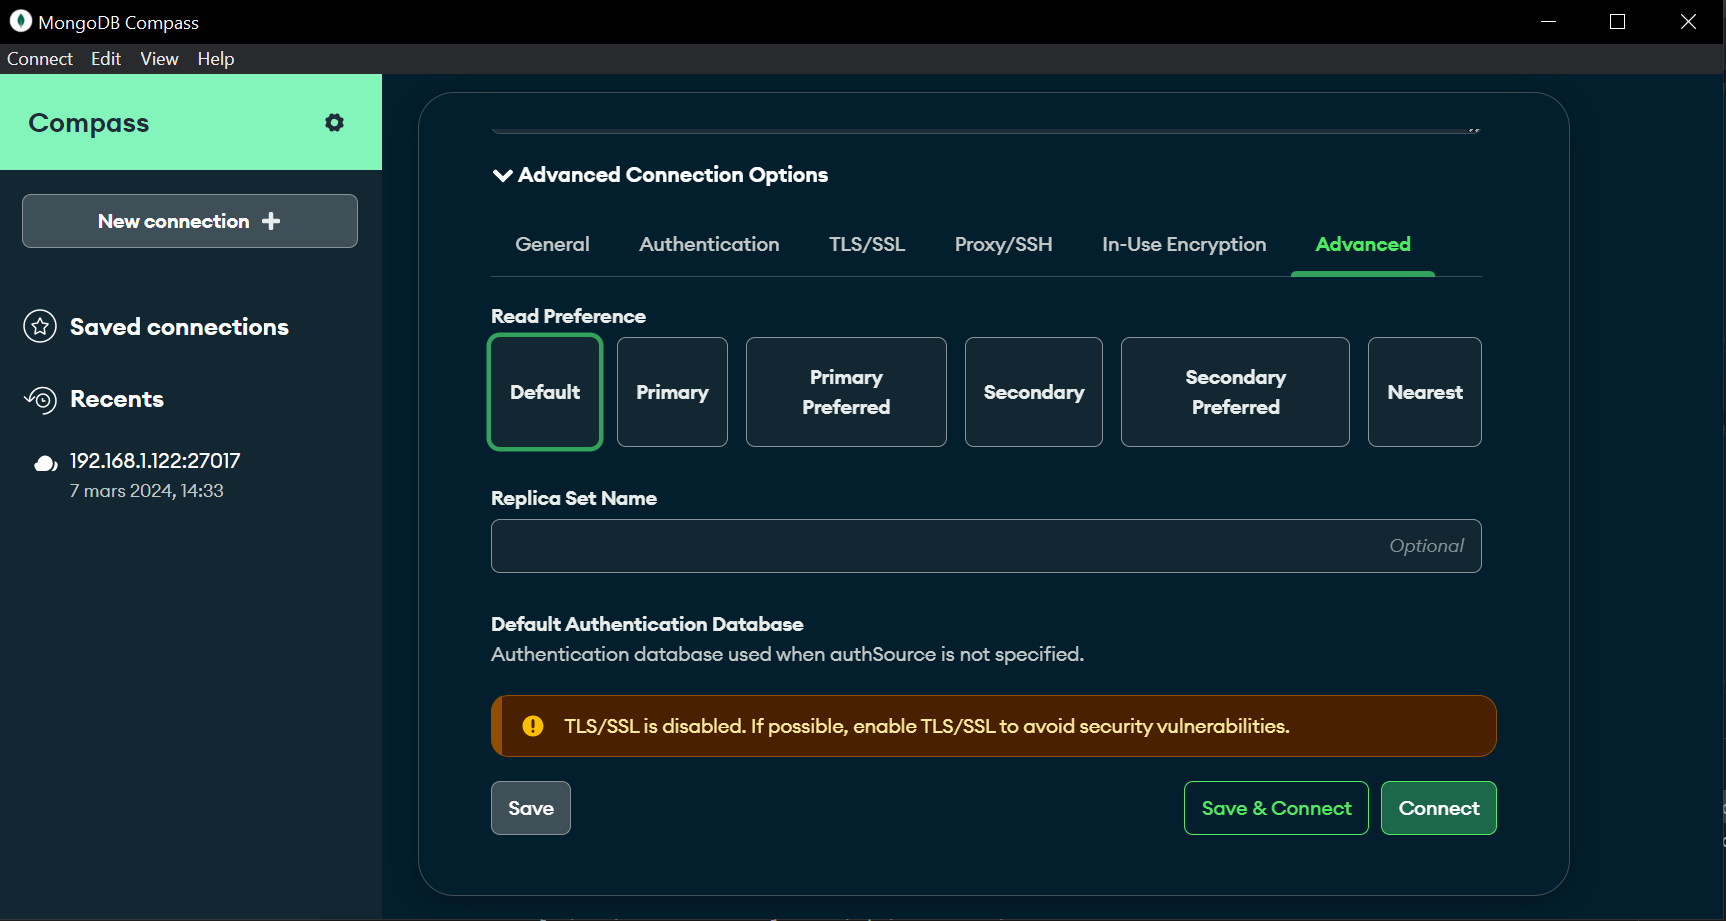 MongoDB Compass
Connect Edit View Help
Compass
New connection
Saved connections
Recents
192.168.1.122:27017
7 mars 2024, 14:33
Advanced Connection Options
General Authentication TLS/SSL Proxy/SSH In-Use Encryption Advanced
Read Preference
Default
Primary
Primary
Preferred
Secondary
Secondary
Preferred
Nearest
Replica Set Name
Optional
Default Authentication Database
Authentication database used when authSource is not specified.
TLS/SSL is disabled. If possible, enable TLS/SSL to avoid security vulnerabilities.
Save
Save & Connect
Connect